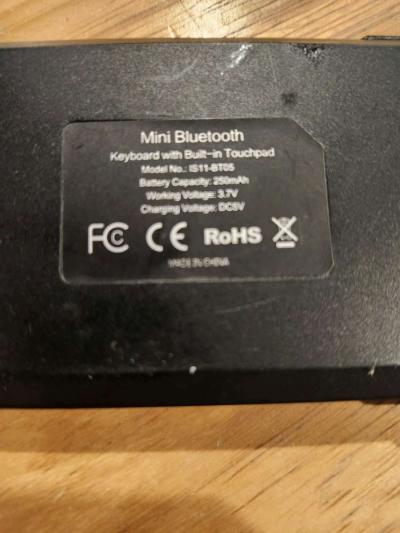 Mini Bluetooth
Keyboard with Built-in Touchpad
Model No.: IS11-BT05
Battery Capacity: 250mAh
Working Voltage: 3.7V
Charging Voltage: DC5V
FC CE RoHS
MADE IN CHINA